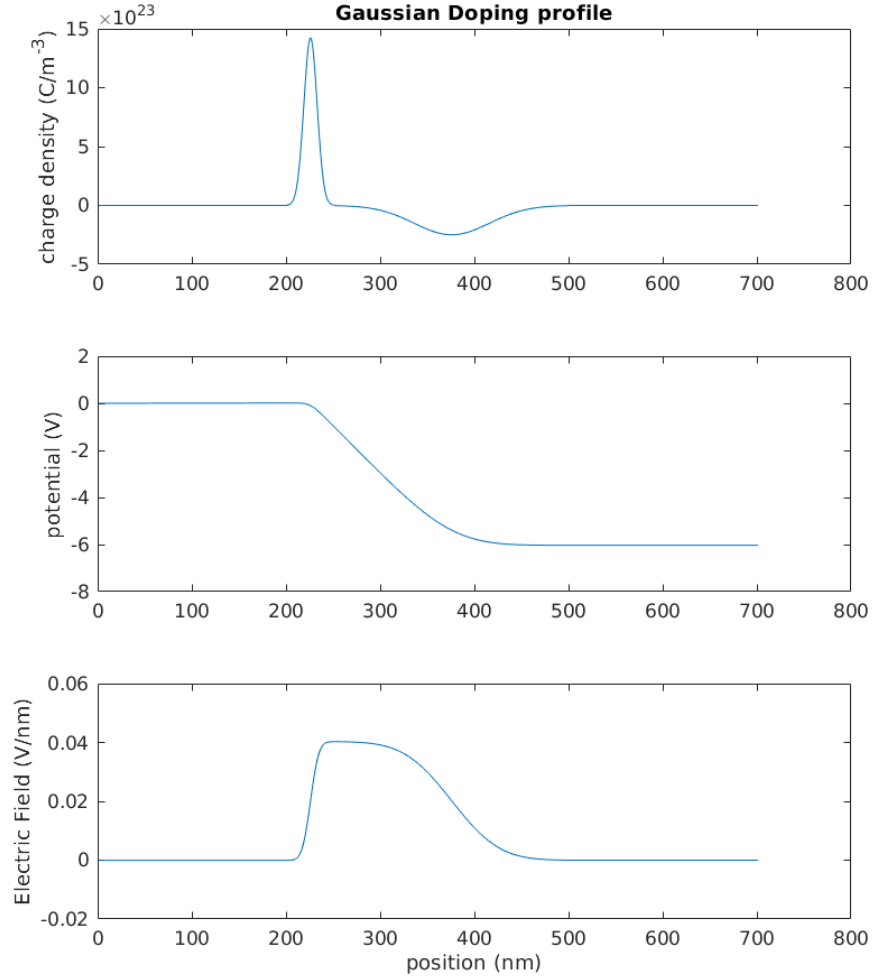 Gaussian Doping profile
×10^23
charge density (C/m^-3)
15
10
5
0
-5
0 100 200 300 400 500 600 700 800
potential (V)
2
0
-2
-4
-6
-8
0 100 200 300 400 500 600 700 800
Electric Field (V/nm)
0.06
0.04
0.02
0
-0.02
0 100 200 300 400 500 600 700 800
position (nm)